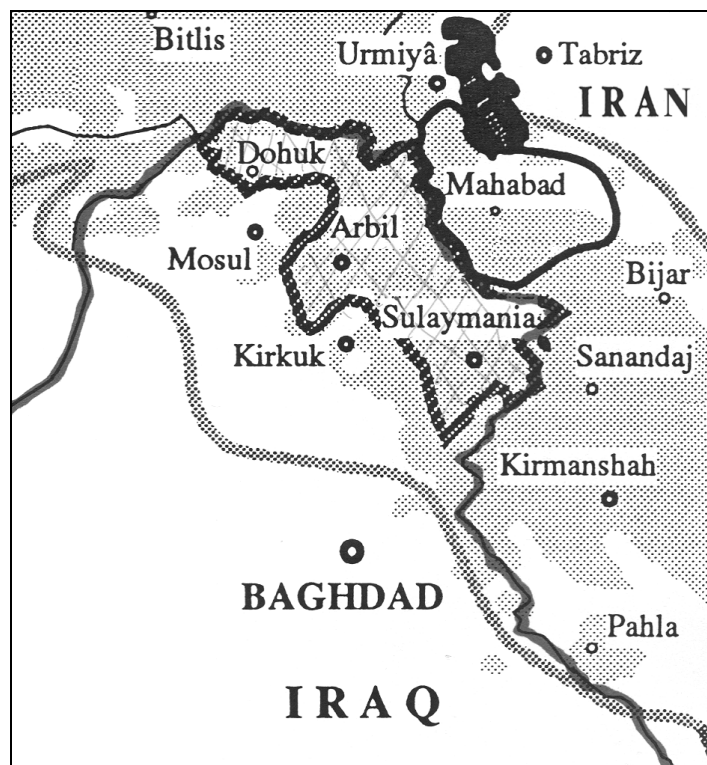 Bitlis
Urmiyâ
Tabriz
IRAN
Dohuk
Mahabad
Arbil
Mosul
Bijar
Sulaymania
Kirkuk
Sanandaj
Kirmanshah
BAGHDAD
Pahla
IRAQ